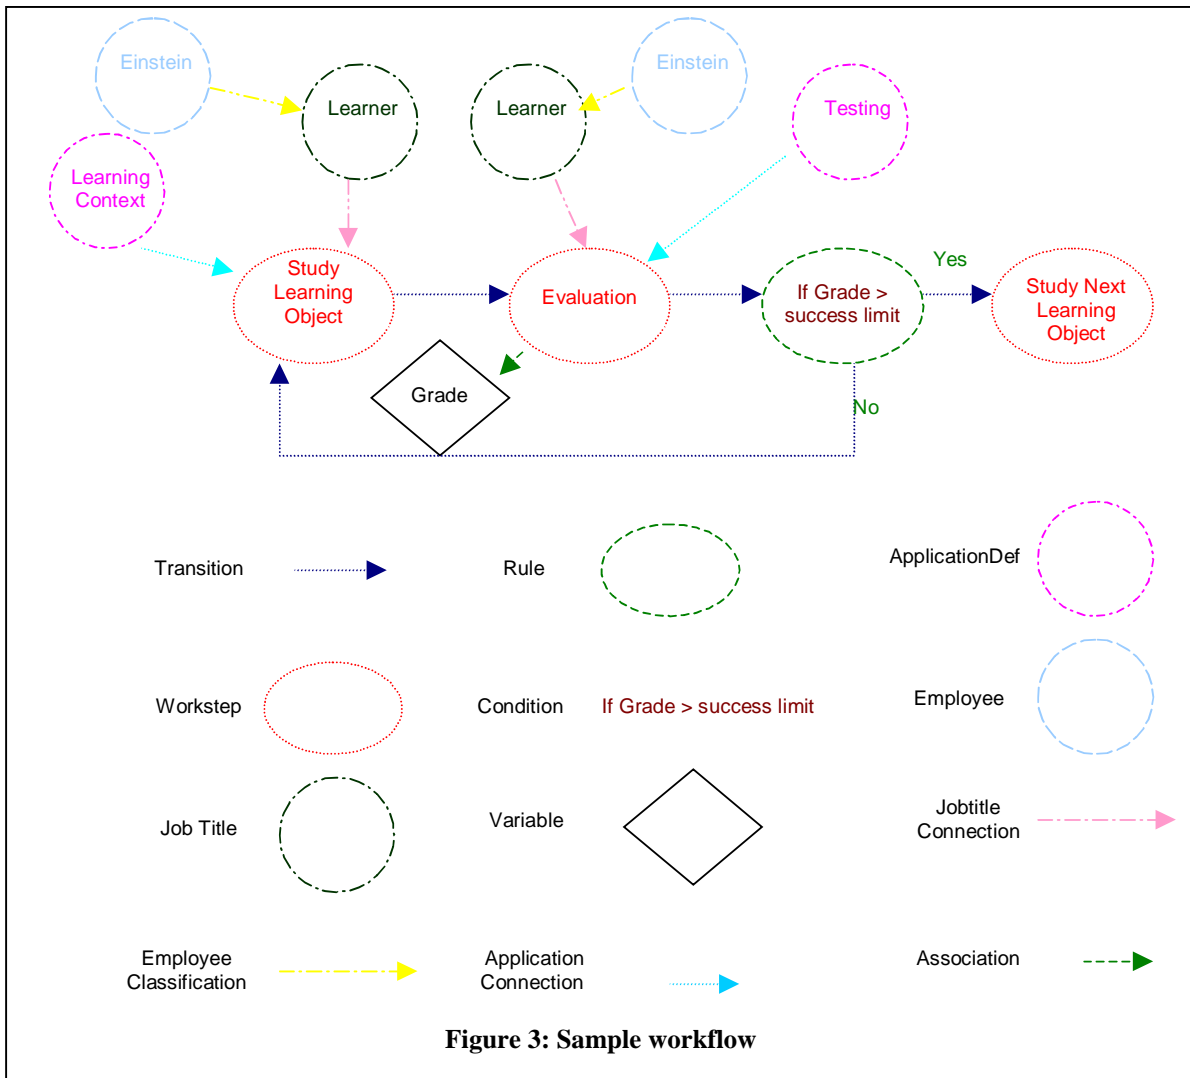 Einstein
Learner
Learner
Einstein
Testing
Learning
Context
Study
Learning
Object
Evaluation
If Grade >
success limit
Yes
Study Next
Learning
Object
Grade
No
Transition
Rule
ApplicationDef
Workstep
Condition
If Grade > success limit
Employee
Job Title
Variable
Jobtitle
Connection
Employee
Classification
Application
Connection
Association
Figure 3: Sample workflow